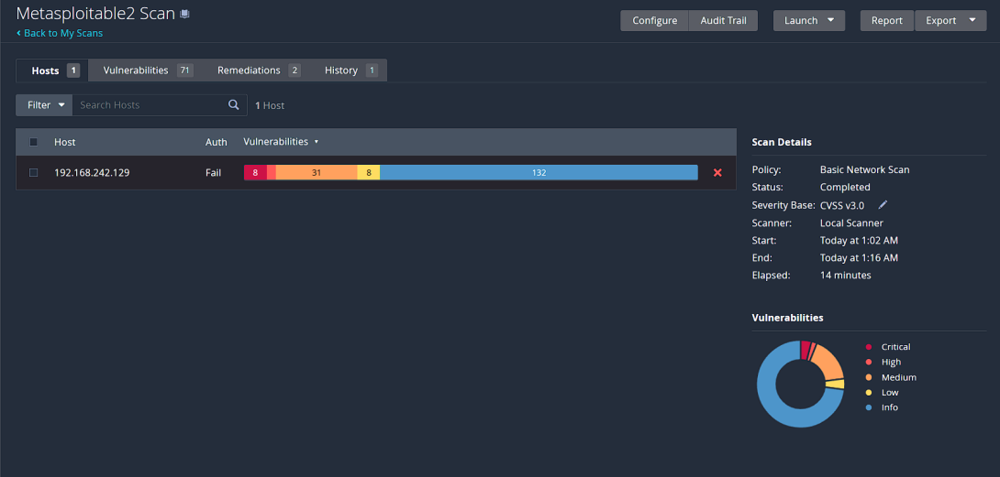 Metasploitable2 Scan
Configure Audit Trail Launch Report Export
Back to My Scans
Hosts 1 Vulnerabilities 71 Remediations 2 History 1
Filter Search Hosts 1 Host
Host Auth Vulnerabilities
192.168.242.129 Fail 8 31 8 132
Scan Details
Policy: Basic Network Scan
Status: Completed
Severity Base: CVSS v3.0
Scanner: Local Scanner
Start: Today at 1:02 AM
End: Today at 1:16 AM
Elapsed: 14 minutes
Vulnerabilities
Critical
High
Medium
Low
Info